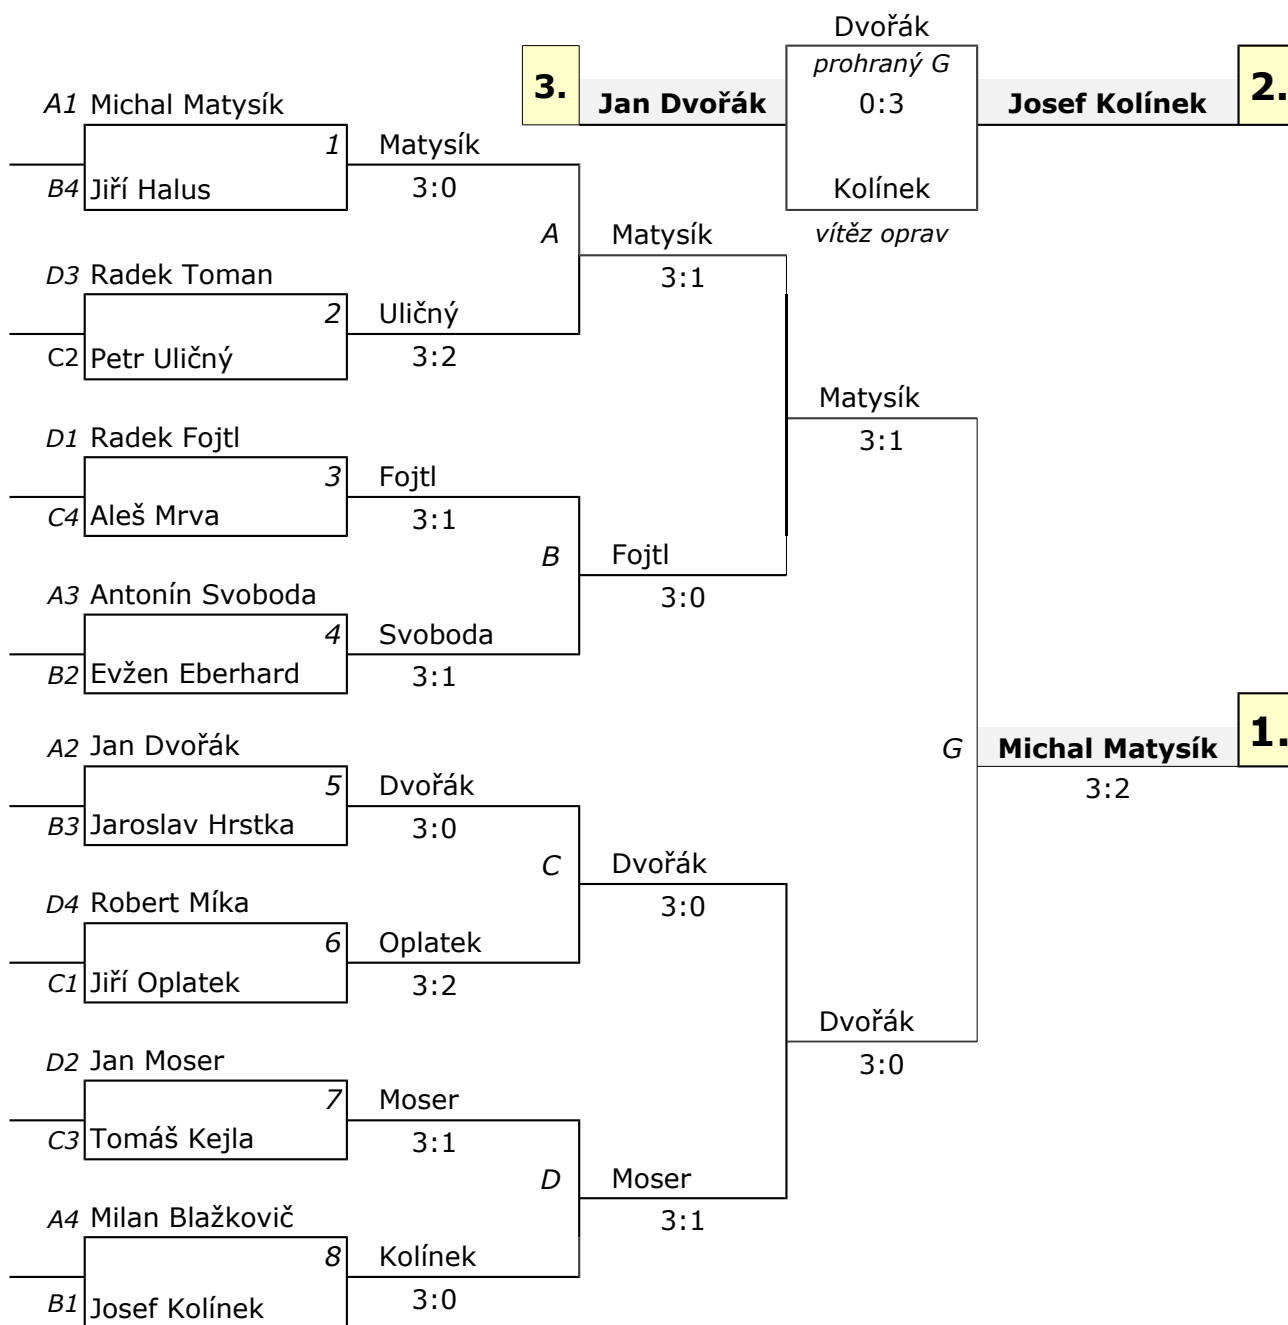 Dvořák
3.
prohraný G
2.
Jan Dvořák
0:3
Josef Kolínek
A1 Michal Matysík
1
Matysík
3:0
B4 Jiří Halus
Kolínek
vítěz oprav
A
Matysík
3:1
D3 Radek Toman
2
Uličný
3:2
C2 Petr Uličný
Matysík
3:1
D1 Radek Fojtl
3
Fojtl
3:1
C4 Aleš Mrva
B
Fojtl
3:0
A3 Antonín Svoboda
4
Svoboda
3:1
B2 Evžen Eberhard
1.
G
Michal Matysík
3:2
A2 Jan Dvořák
5
Dvořák
3:0
B3 Jaroslav Hrstka
C
Dvořák
3:0
D4 Robert Míka
6
Oplatek
3:2
C1 Jiří Oplatek
Dvořák
3:0
D2 Jan Moser
7
Moser
3:1
C3 Tomáš Kejla
D
Moser
3:1
A4 Milan Blažkovič
8
Kolínek
3:0
B1 Josef Kolínek